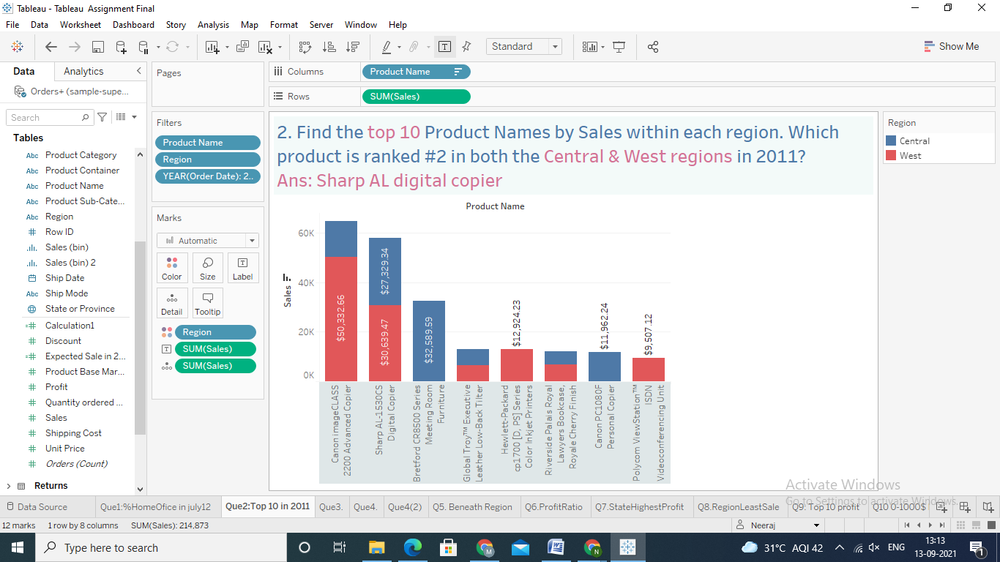 Tableau - Tableau  Assignment Final
File Data Worksheet Dashboard Story Analysis Map Format Server Window Help
Standard
Show Me
Data Analytics
Orders+ (sample-supe...
Search
Tables
Abc Product Category
Abc Product Container
Abc Product Name
Abc Product Sub-Cate...
Abc Region
# Row ID
Sales (bin)
Sales (bin) 2
Ship Date
Abc Ship Mode
State or Province
=# Calculation1
# Discount
=# Expected Sale in 2...
# Product Base Mar...
# Profit
# Quantity ordered ...
# Sales
# Shipping Cost
# Unit Price
# Orders (Count)
Returns
Pages
Filters
Product Name
Region
YEAR(Order Date): 2..
Marks
Automatic
Color Size Label
Detail Tooltip
Region
SUM(Sales)
SUM(Sales)
Columns Product Name
Rows SUM(Sales)
2. Find the top 10 Product Names by Sales within each region. Which
product is ranked #2 in both the Central & West regions in 2011?
Ans: Sharp AL digital copier
Product Name
Sales
60K
40K
20K
0K
$50,332.66
$27,329.34
$30,639.47
$32,589.59
$12,924.23
$11,962.24
$9,507.12
Canon imageCLASS
2200 Advanced Copier
Sharp AL-1530CS
Digital Copier
Bretford CR8500 Series
Meeting Room
Furniture
Global Troy™ Executive
Leather Low-Back Tilter
Hewlett-Packard
cp1700 [D, PS] Series
Color Inkjet Printers
Riverside Palais Royal
Lawyers Bookcase,
Royale Cherry Finish
Canon PC1080F
Personal Copier
Polycom ViewStation™
ISDN
Videoconferencing Unit
Region
Central
West
Activate Windows
Go to Settings to activate Windows.
Data Source Que1:%HomeOfice in july12 Que2:Top 10 in 2011 Que3. Que4. Que4(2) Q5. Beneath Region Q6.ProfitRatio Q7.StateHighestProfit Q8.RegionLeastSale Q9: Top 10 profit Q10 0-1000$
12 marks 1 row by 8 columns SUM(Sales): 214,873 Neeraj
Type here to search
M
W
N
31°C AQI 42
ENG
13:13
13-09-2021
1